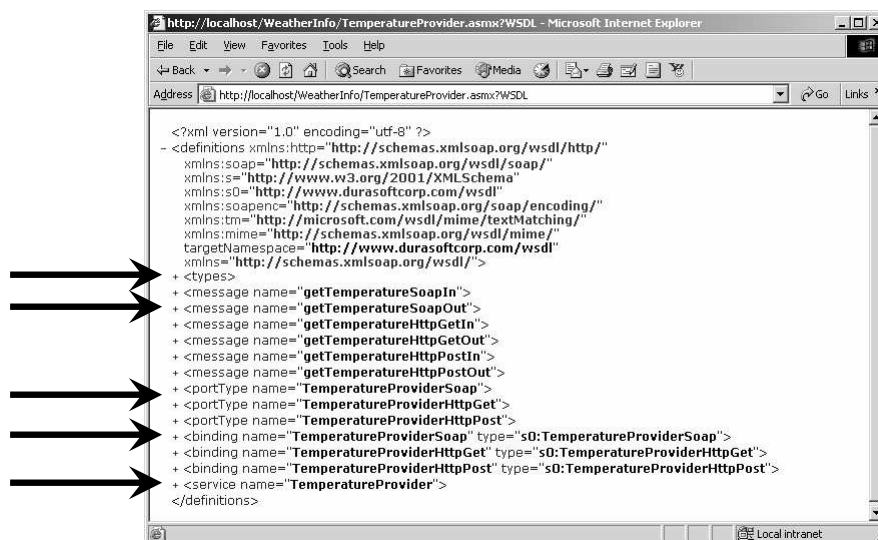 http://localhost/WeatherInfo/TemperatureProvider.asmx?WSDL - Microsoft Internet Explorer
File Edit View Favorites Tools Help
Back Search Favorites Media
Address http://localhost/WeatherInfo/TemperatureProvider.asmx?WSDL Go Links
<?xml version="1.0" encoding="utf-8" ?>
- <definitions xmlns:http="http://schemas.xmlsoap.org/wsdl/http/"
xmlns:soap="http://schemas.xmlsoap.org/wsdl/soap/"
xmlns:s="http://www.w3.org/2001/XMLSchema"
xmlns:s0="http://www.durasoftcorp.com/wsdl"
xmlns:soapenc="http://schemas.xmlsoap.org/soap/encoding/"
xmlns:tm="http://microsoft.com/wsdl/mime/textMatching/"
xmlns:mime="http://schemas.xmlsoap.org/wsdl/mime/"
targetNamespace="http://www.durasoftcorp.com/wsdl"
xmlns="http://schemas.xmlsoap.org/wsdl/">
+ <types>
+ <message name="getTemperatureSoapIn">
+ <message name="getTemperatureSoapOut">
+ <message name="getTemperatureHttpGetIn">
+ <message name="getTemperatureHttpGetOut">
+ <message name="getTemperatureHttpPostIn">
+ <message name="getTemperatureHttpPostOut">
+ <portType name="TemperatureProviderSoap">
+ <portType name="TemperatureProviderHttpGet">
+ <portType name="TemperatureProviderHttpPost">
+ <binding name="TemperatureProviderSoap" type="s0:TemperatureProviderSoap">
+ <binding name="TemperatureProviderHttpGet" type="s0:TemperatureProviderHttpGet">
+ <binding name="TemperatureProviderHttpPost" type="s0:TemperatureProviderHttpPost">
+ <service name="TemperatureProvider">
</definitions>
Local intranet